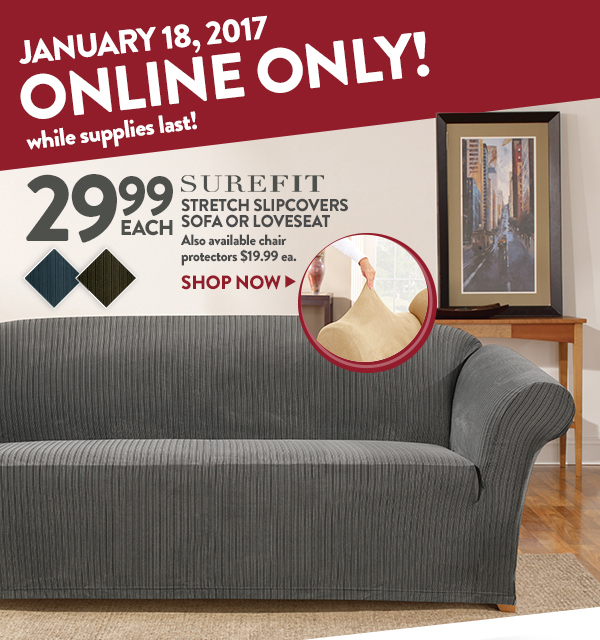 JANUARY 18, 2017
ONLINE ONLY!
while supplies last!
29 99
EACH
SUREFIT
STRETCH SLIPCOVERS
SOFA OR LOVESEAT
Also available chair
protectors $19.99 ea.
SHOP NOW